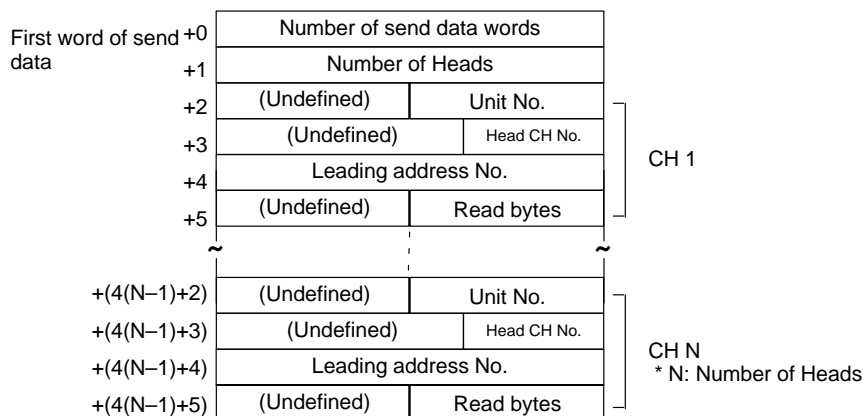 First word of send data
+0 Number of send data words
+1 Number of Heads
+2 (Undefined) Unit No.
+3 (Undefined) Head CH No.
+4 Leading address No.
+5 (Undefined) Read bytes
CH 1
~ ~
+(4(N–1)+2) (Undefined) Unit No.
+(4(N–1)+3) (Undefined) Head CH No.
+(4(N–1)+4) Leading address No.
+(4(N–1)+5) (Undefined) Read bytes
CH N
* N: Number of Heads